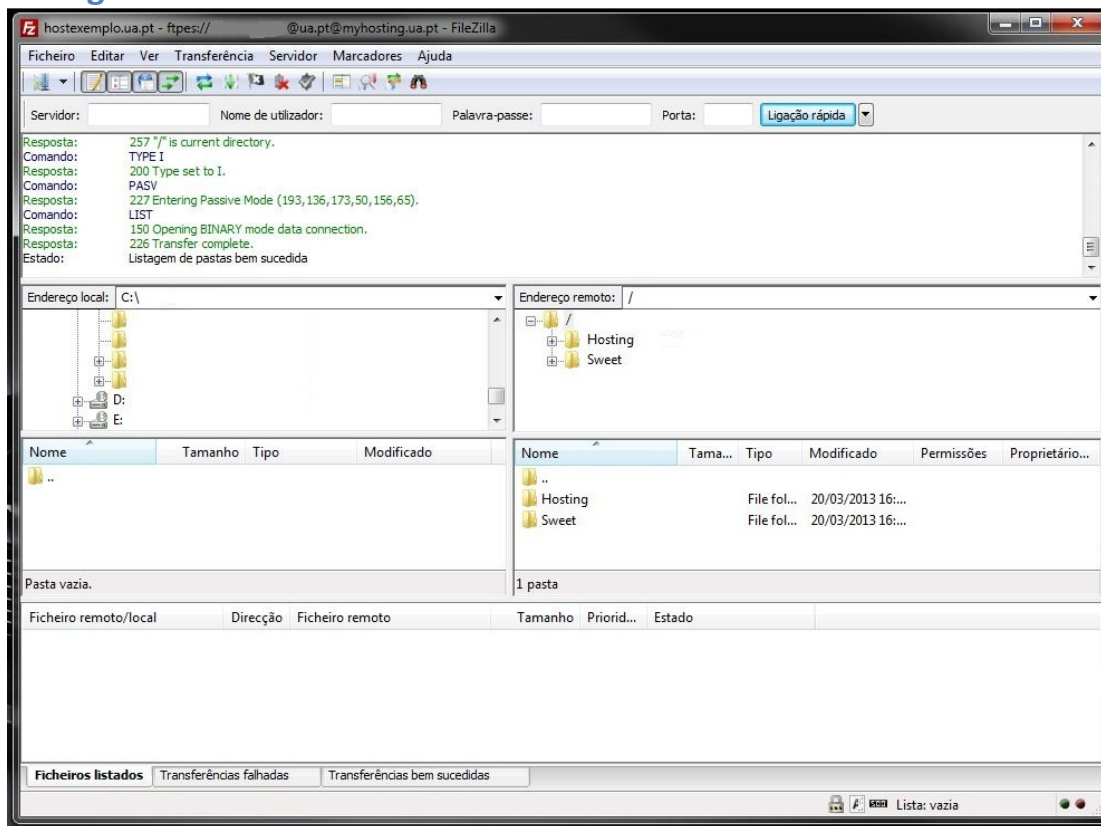 hostexemplo.ua.pt - ftpes:// @ua.pt@myhosting.ua.pt - FileZilla
Ficheiro Editar Ver Transferência Servidor Marcadores Ajuda
Servidor: Nome de utilizador: Palavra-passe: Porta: Ligação rápida
Resposta: 257 "/" is current directory.
Comando: TYPE I
Resposta: 200 Type set to I.
Comando: PASV
Resposta: 227 Entering Passive Mode (193,136,173,50,156,65).
Comando: LIST
Resposta: 150 Opening BINARY mode data connection.
Resposta: 226 Transfer complete.
Estado: Listagem de pastas bem sucedida
Endereço local: C:\
D:
E:
Endereço remoto: /
/
Hosting
Sweet
Nome Tamanho Tipo Modificado
..
Pasta vazia.
Nome Tama... Tipo Modificado Permissões Proprietário...
..
Hosting File fol... 20/03/2013 16:...
Sweet File fol... 20/03/2013 16:...
1 pasta
Ficheiro remoto/local Direcção Ficheiro remoto Tamanho Priorid... Estado
Ficheiros listados Transferências falhadas Transferências bem sucedidas
Lista: vazia